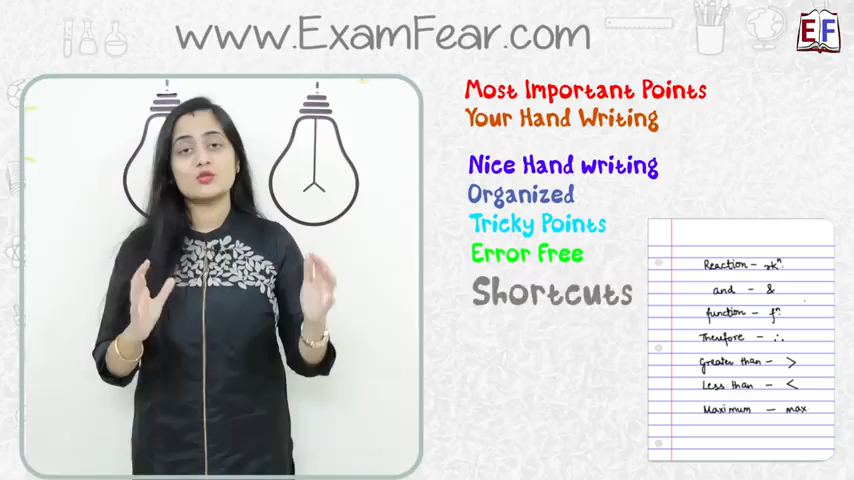 www.ExamFear.com
EF
Most Important Points
Your Hand Writing
Nice Hand writing
Organized
Tricky Points
Error Free
Shortcuts
Reaction - rxⁿ.
and - &
function - fⁿ.
Therefore - ∴
Greater than - >
Less than - <
Maximum - max